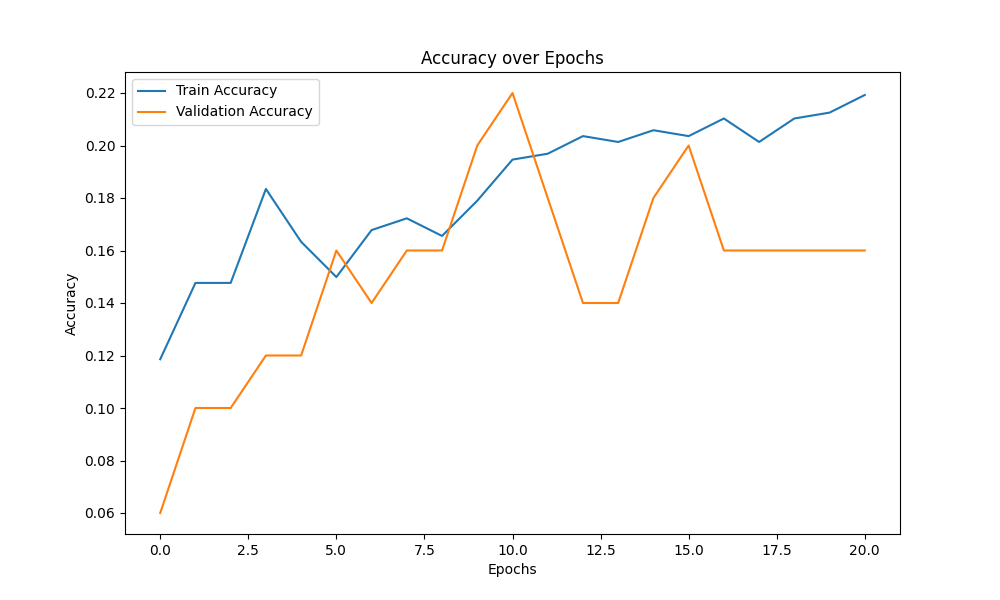 Accuracy over Epochs
Train Accuracy
Validation Accuracy
0.22
0.20
0.18
0.16
0.14
0.12
0.10
0.08
0.06
Accuracy
0.0 2.5 5.0 7.5 10.0 12.5 15.0 17.5 20.0
Epochs